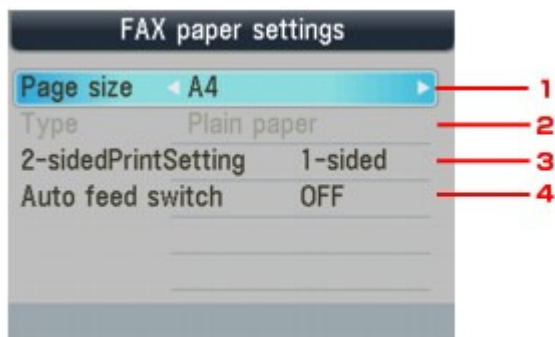 FAX paper settings
Page size A4 1
Type Plain paper 2
2-sidedPrintSetting 1-sided 3
Auto feed switch OFF 4